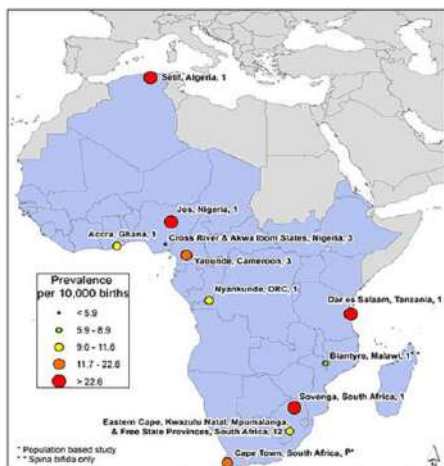 Setif, Algeria, 1
Jos, Nigeria, 1
Accra, Ghana, 1
Cross River & Akwa Ibom States, Nigeria, 3
Yaounde, Cameroon, 3
Prevalence
per 10,000 births
< 5.9
5.9 - 8.9
9.0 - 11.6
11.7 - 22.6
> 22.6
Nyankunde, DRC, 1
Dar es Salaam, Tanzania, 1
Blantyre, Malawi, 1* *
Sovenga, South Africa, 1
Eastern Cape, Kwazulu Natal, Mpumalanga
& Free State Provinces, South Africa, 12
Cape Town, South Africa, P*
* Population based study
* * Spina bifida only